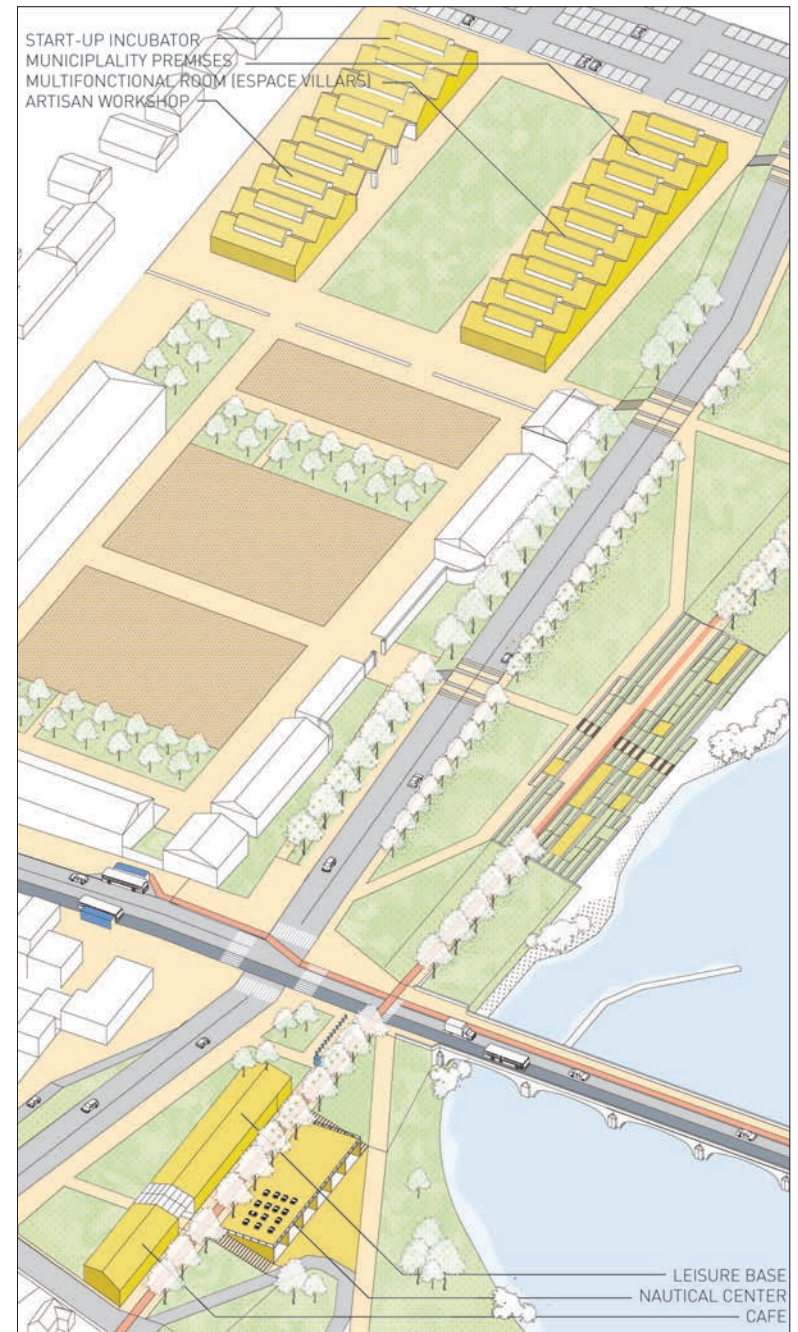 START-UP INCUBATOR
MUNICIPLALITY PREMISES
MULTIFONCTIONAL ROOM (ESPACE VILLARS)
ARTISAN WORKSHOP
LEISURE BASE
NAUTICAL CENTER
CAFE